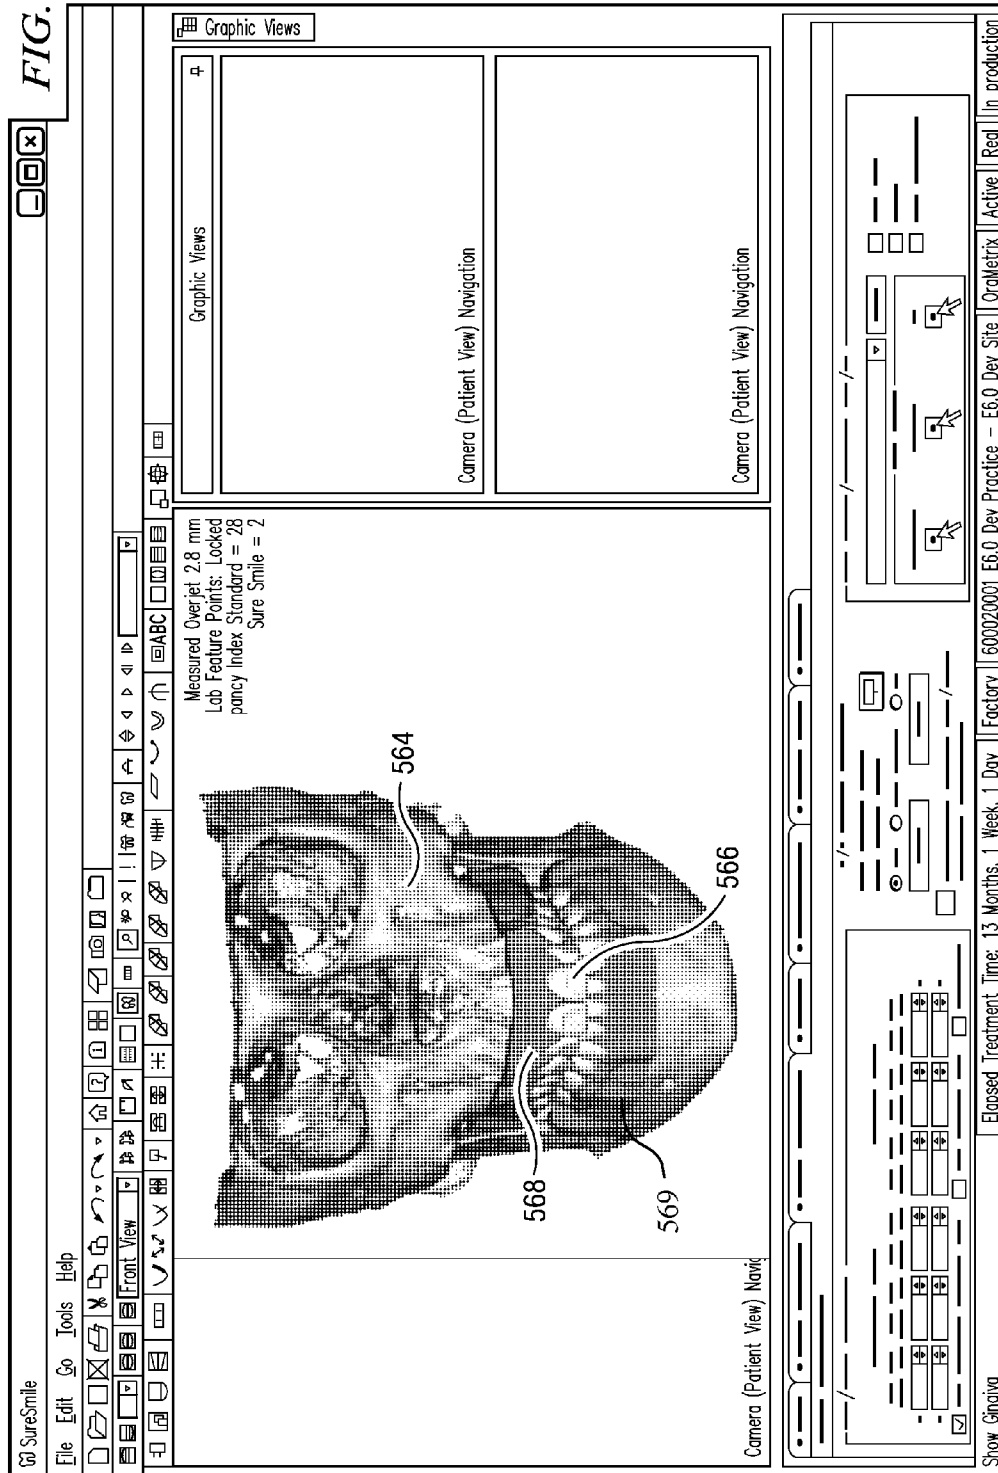 FIG.
SureSmile
File Edit Go Tools Help
Front View
ABC
Measured Overjet 2.8 mm
Lab Feature Points: Locked
pancy Index Standard = 28
Sure Smile = 2
564
566
568
569
Camera (Patient View) Navig
Graphic Views
Graphic Views
Camera (Patient View) Navigation
Camera (Patient View) Navigation
Show Gingiva
Elapsed Treatment Time: 13 Months, 1 Week, 1 Day
Factory
600020001 E6.0 Dev Practice - E6.0 Dev Site
OraMetrix
Active
Real
In production